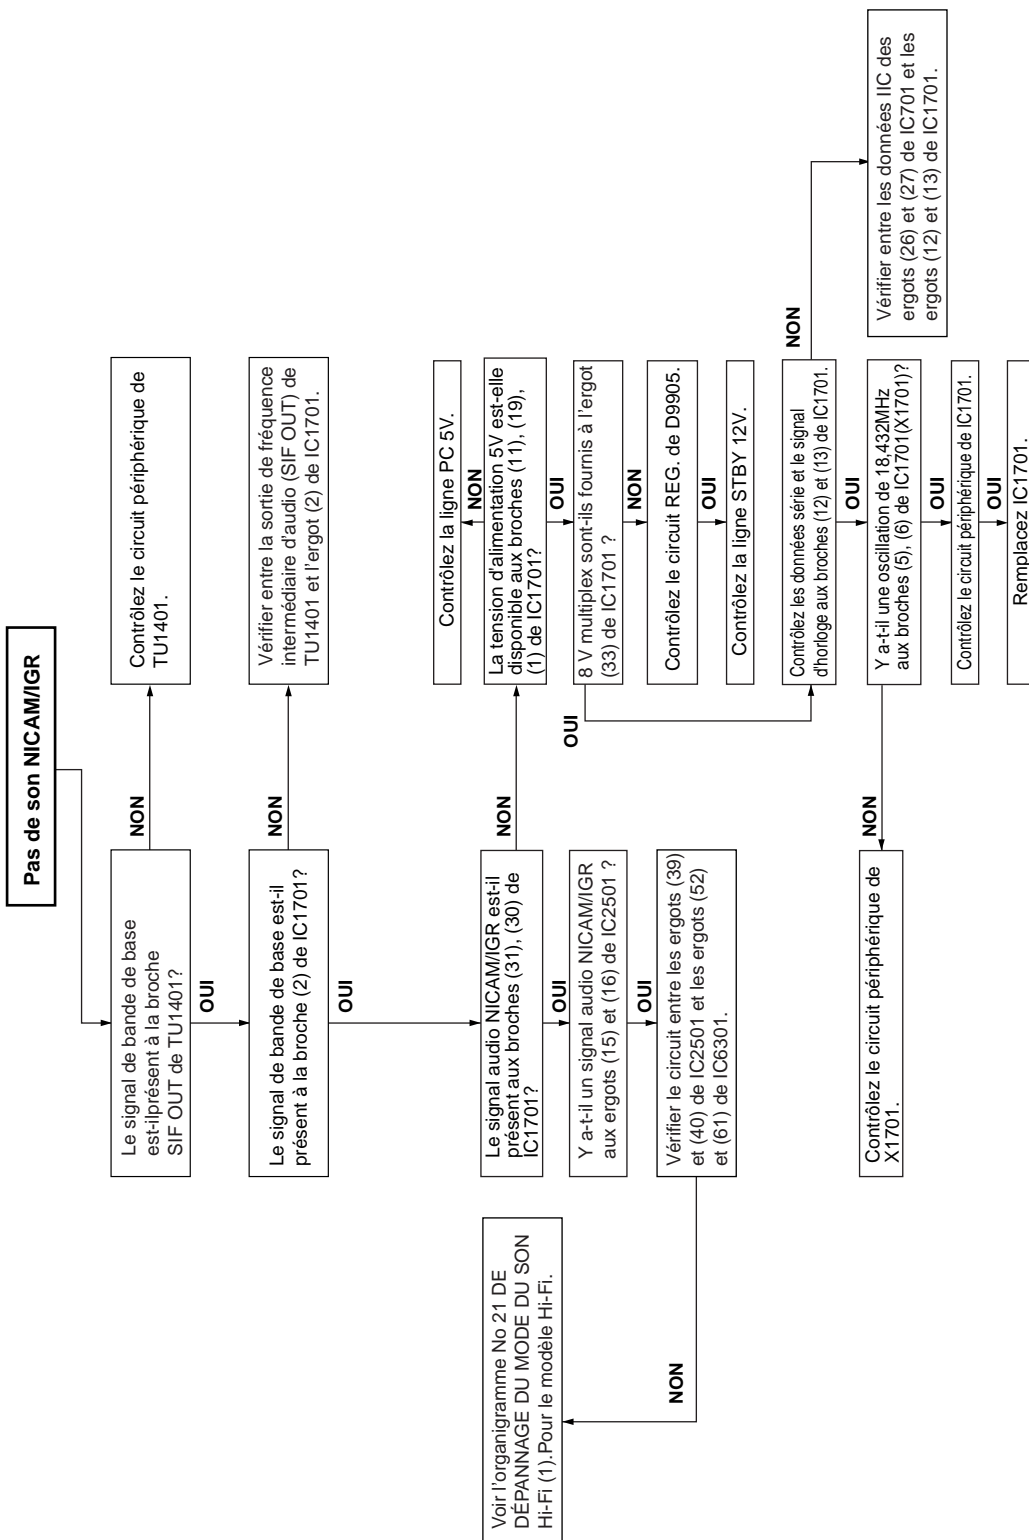 Pas de son NICAM/IGR
Le signal de bande de base
est-ilprésent à la broche
SIF OUT de TU1401?
NON
Contrôlez le circuit périphérique de
TU1401.
OUI
Le signal de bande de base est-il
présent à la broche (2) de IC1701?
NON
Vérifier entre la sortie de fréquence
intermédiaire d'audio (SIF OUT) de
TU1401 et l'ergot (2) de IC1701.
OUI
Le signal audio NICAM/IGR est-il
présent aux broches (31), (30) de
IC1701?
NON
Contrôlez la ligne PC 5V.
NON
La tension d'alimentation 5V est-elle
disponible aux broches (11), (19),
(1) de IC1701?
OUI
8 V multiplex sont-ils fournis à l'ergot
(33) de IC1701 ?
NON
Contrôlez le circuit REG. de D9905.
OUI
Contrôlez la ligne STBY 12V.
OUI
Y a-t-il un signal audio NICAM/IGR
aux ergots (15) et (16) de IC2501 ?
OUI
Vérifier le circuit entre les ergots (39)
et (40) de IC2501 et les ergots (52)
et (61) de IC6301.
NON
Voir l'organigramme No 21 DE
DÉPANNAGE DU MODE DU SON
Hi-Fi (1).Pour le modèle Hi-Fi.
OUI
Contrôlez les données série et le signal
d'horloge aux broches (12) et (13) de IC1701.
NON
Vérifier entre les données IIC des
ergots (26) et (27) de IC701 et les
ergots (12) et (13) de IC1701.
OUI
Y a-t-il une oscillation de 18,432MHz
aux broches (5), (6) de IC1701(X1701)?
NON
Contrôlez le circuit périphérique de
X1701.
OUI
Contrôlez le circuit périphérique de IC1701.
OUI
Remplacez IC1701.